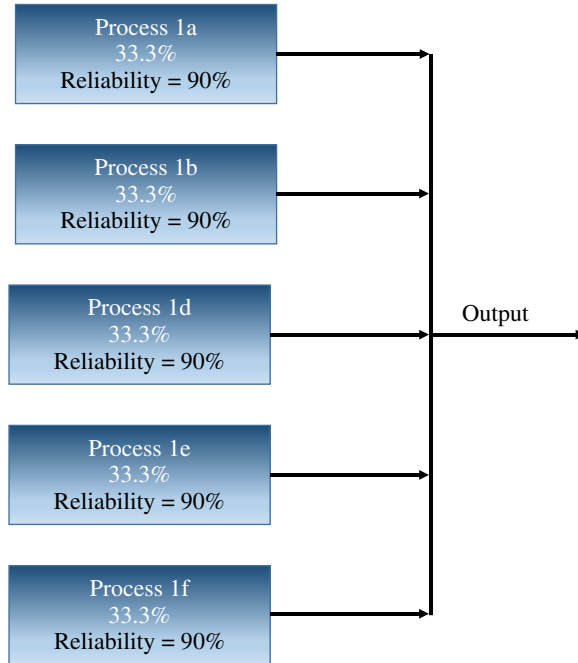 Process 1a
33.3%
Reliability = 90%
Process 1b
33.3%
Reliability = 90%
Process 1d
33.3%
Reliability = 90%
Output
Process 1e
33.3%
Reliability = 90%
Process 1f
33.3%
Reliability = 90%